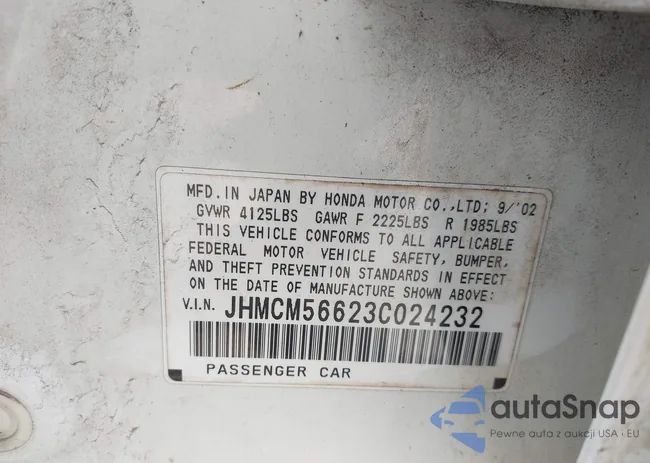 MFD. IN JAPAN BY HONDA MOTOR CO.,LTD; 9/'02
GVWR 4125LBS GAWR F 2225LBS R 1985LBS
THIS VEHICLE CONFORMS TO ALL APPLICABLE
FEDERAL MOTOR VEHICLE SAFETY, BUMPER,
AND THEFT PREVENTION STANDARDS IN EFFECT
ON THE DATE OF MANUFACTURE SHOWN ABOVE:
V.I.N. JHMCM56623C024232
PASSENGER CAR
autaSnap
Pewne auta z aukcji USA i EU